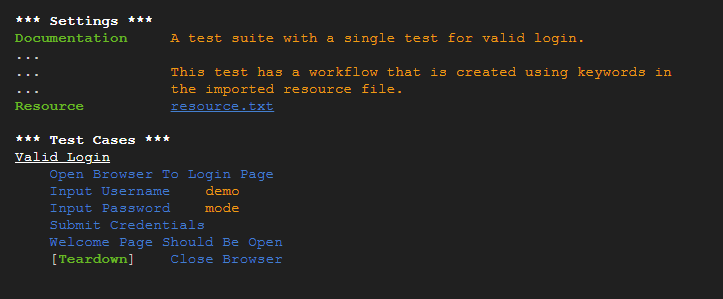 *** Settings ***
Documentation     A test suite with a single test for valid login.
...
...               This test has a workflow that is created using keywords in
...               the imported resource file.
Resource          resource.txt

*** Test Cases ***
Valid Login
    Open Browser To Login Page
    Input Username    demo
    Input Password    mode
    Submit Credentials
    Welcome Page Should Be Open
    [Teardown]    Close Browser